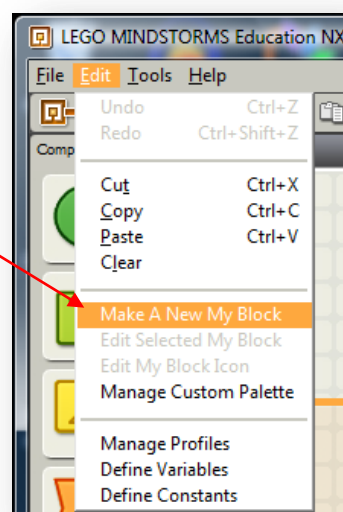 LEGO MINDSTORMS Education NX
File Edit Tools Help
Comp
Undo Ctrl+Z
Redo Ctrl+Shift+Z
Cut Ctrl+X
Copy Ctrl+C
Paste Ctrl+V
Clear
Make A New My Block
Edit Selected My Block
Edit My Block Icon
Manage Custom Palette
Manage Profiles
Define Variables
Define Constants